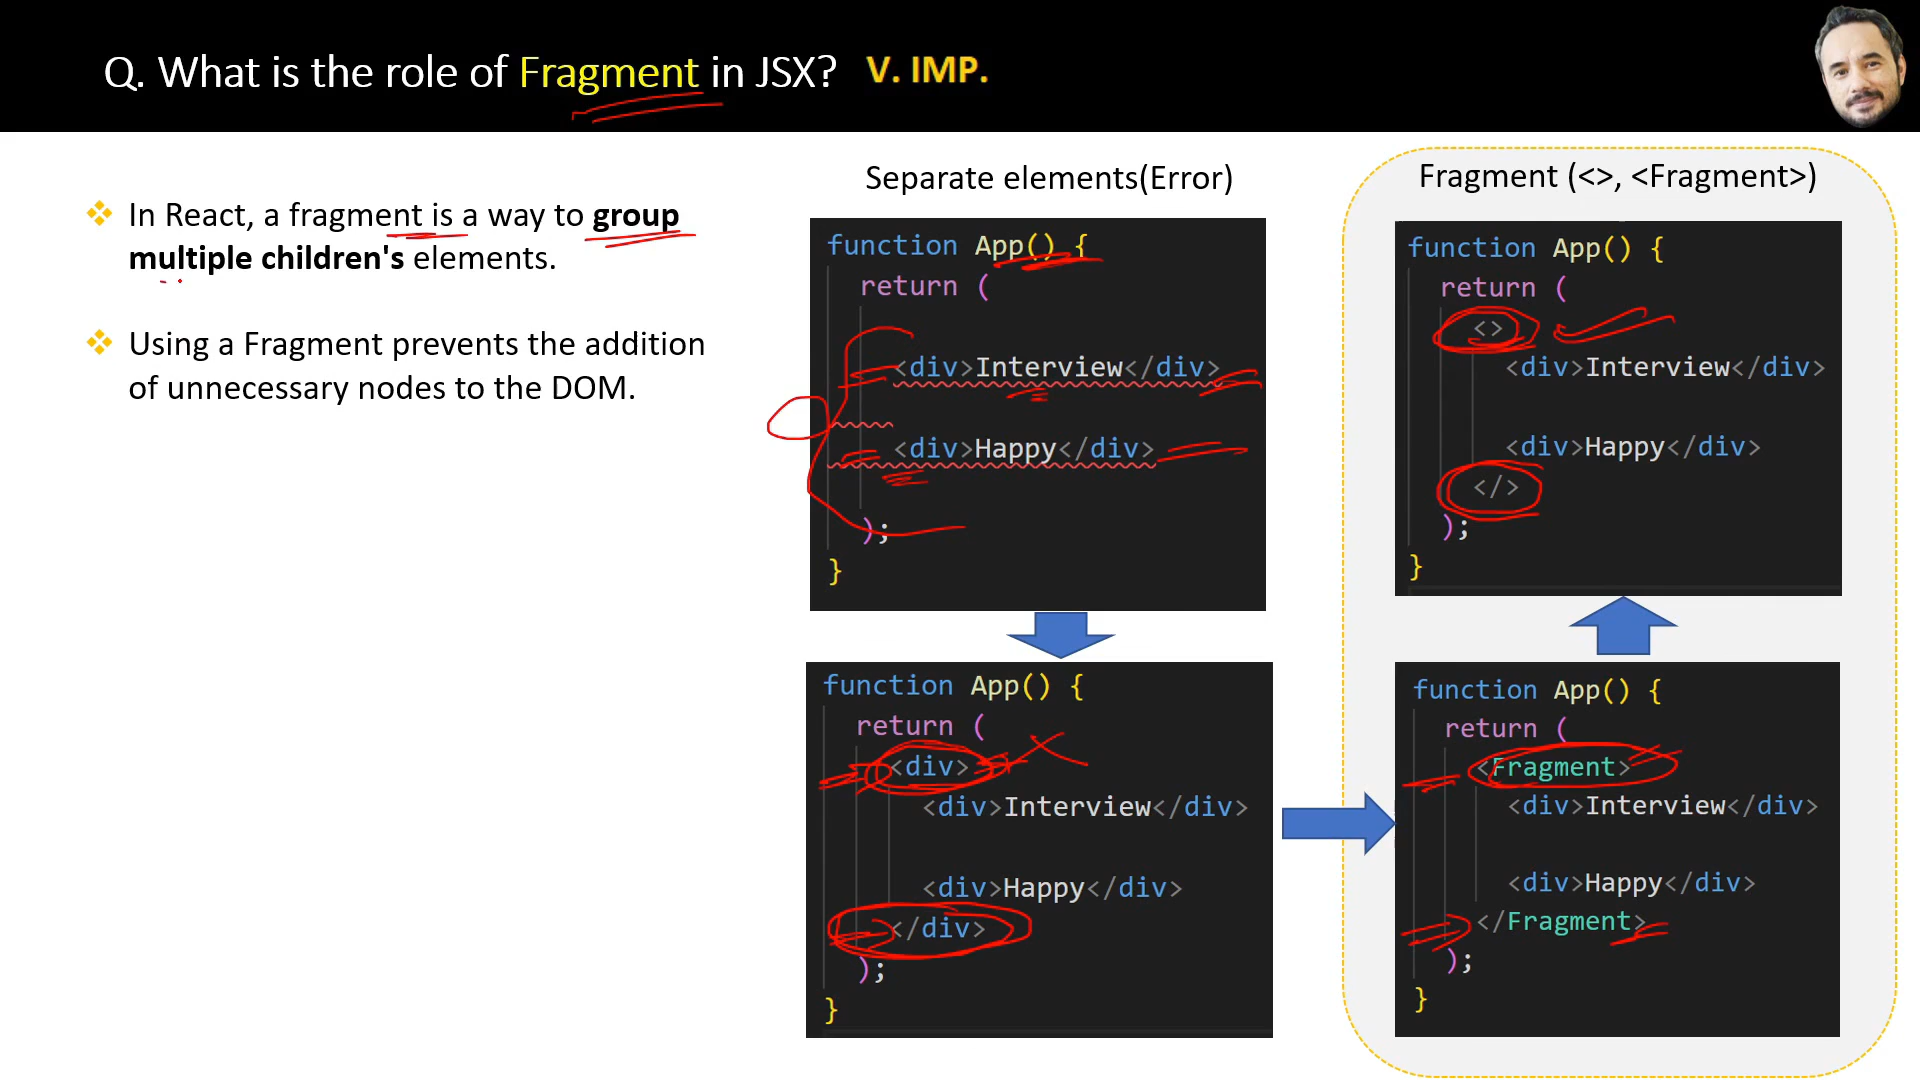 Q. What is the role of Fragment in JSX? V. IMP.
In React, a fragment is a way to group
multiple children's elements.
Using a Fragment prevents the addition
of unnecessary nodes to the DOM.
Separate elements(Error)
function App() {
return (
<div>Interview</div>
<div>Happy</div>
);
}
function App() {
return (
<div>
<div>Interview</div>
<div>Happy</div>
</div>
);
}
Fragment (<>, <Fragment>)
function App() {
return (
<>
<div>Interview</div>
<div>Happy</div>
</>
);
}
function App() {
return (
<Fragment>
<div>Interview</div>
<div>Happy</div>
</Fragment>
);
}